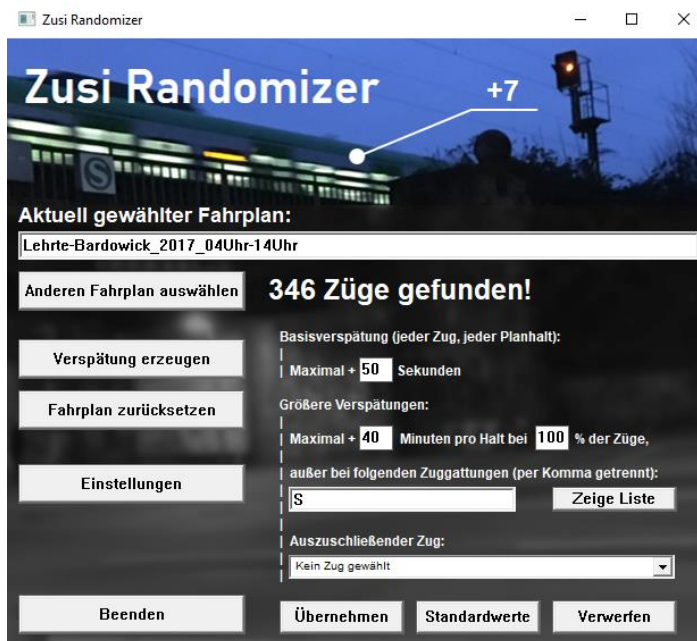 Zusi Randomizer
Zusi Randomizer
+7
S
Aktuell gewählter Fahrplan:
Lehrte-Bardowick_2017_04Uhr-14Uhr
Anderen Fahrplan auswählen
346 Züge gefunden!
Basisverspätung (jeder Zug, jeder Planhalt):
Maximal + 50 Sekunden
Verspätung erzeugen
Größere Verspätungen:
Fahrplan zurücksetzen
Maximal + 40 Minuten pro Halt bei 100 % der Züge,
außer bei folgenden Zuggattungen (per Komma getrennt):
Einstellungen
S
Zeige Liste
Auszuschließender Zug:
Kein Zug gewählt
Beenden
Übernehmen
Standardwerte
Verwerfen